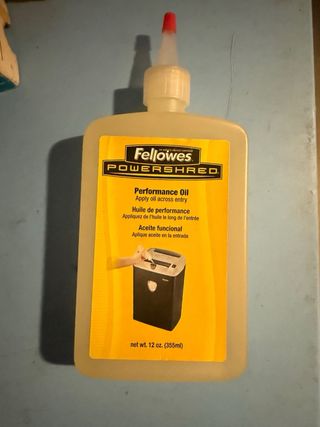 Fellowes
POWERSHRED
Performance Oil
Apply oil across entry
Huile de performance
Appliquez de l'huile le long de l'entrée
Aceite funcional
Aplique aceite en la entrada
net wt. 12 oz. (355ml)